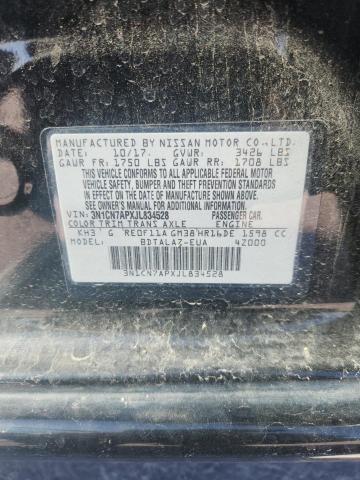 MANUFACTURED BY NISSAN MOTOR CO.,LTD.
DATE: 10/17. GVWR: 3426 LBS
GAWR FR: 1750 LBS GAWR RR: 1708 LBS
THIS VEHICLE CONFORMS TO ALL APPLICABLE FEDERAL MOTOR
VEHICLE SAFETY, BUMPER AND THEFT PREVENTION STANDARDS
IN EFFECT ON THE DATE OF MANUFACTURE SHOWN ABOVE.
SEE OWNER'S MANUAL FOR ADDITIONAL INFORMATION.
VIN: 3N1CN7APXJL834528 PASSENGER CAR.
COLOR TRIM TRANS AXLE ENGINE
KH3 G RE0F11A GM38 HR16DE 1598 CC
MODEL: BDTALAZ-EUA 4Z000
3N1CN7APXJL834528